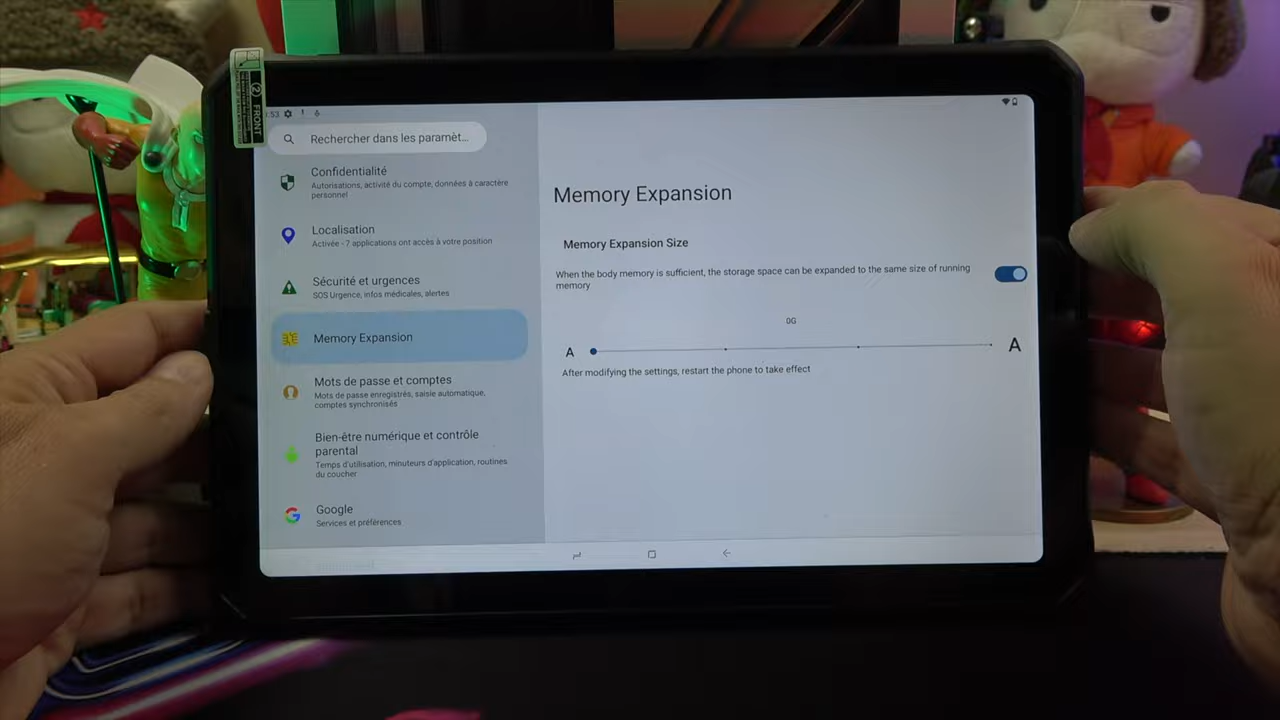 FRONT
:53
Rechercher dans les paramèt...
Confidentialité
Autorisations, activité du compte, données à caractère
personnel
Localisation
Activée - 7 applications ont accès à votre position
Sécurité et urgences
SOS Urgence, infos médicales, alertes
Memory Expansion
Mots de passe et comptes
Mots de passe enregistrés, saisie automatique,
comptes synchronisés
Bien-être numérique et contrôle
parental
Temps d'utilisation, minuteurs d'application, routines
du coucher
Google
Services et préférences
Memory Expansion
Memory Expansion Size
When the body memory is sufficient, the storage space can be expanded to the same size of running
memory
0G
A A
After modifying the settings, restart the phone to take effect